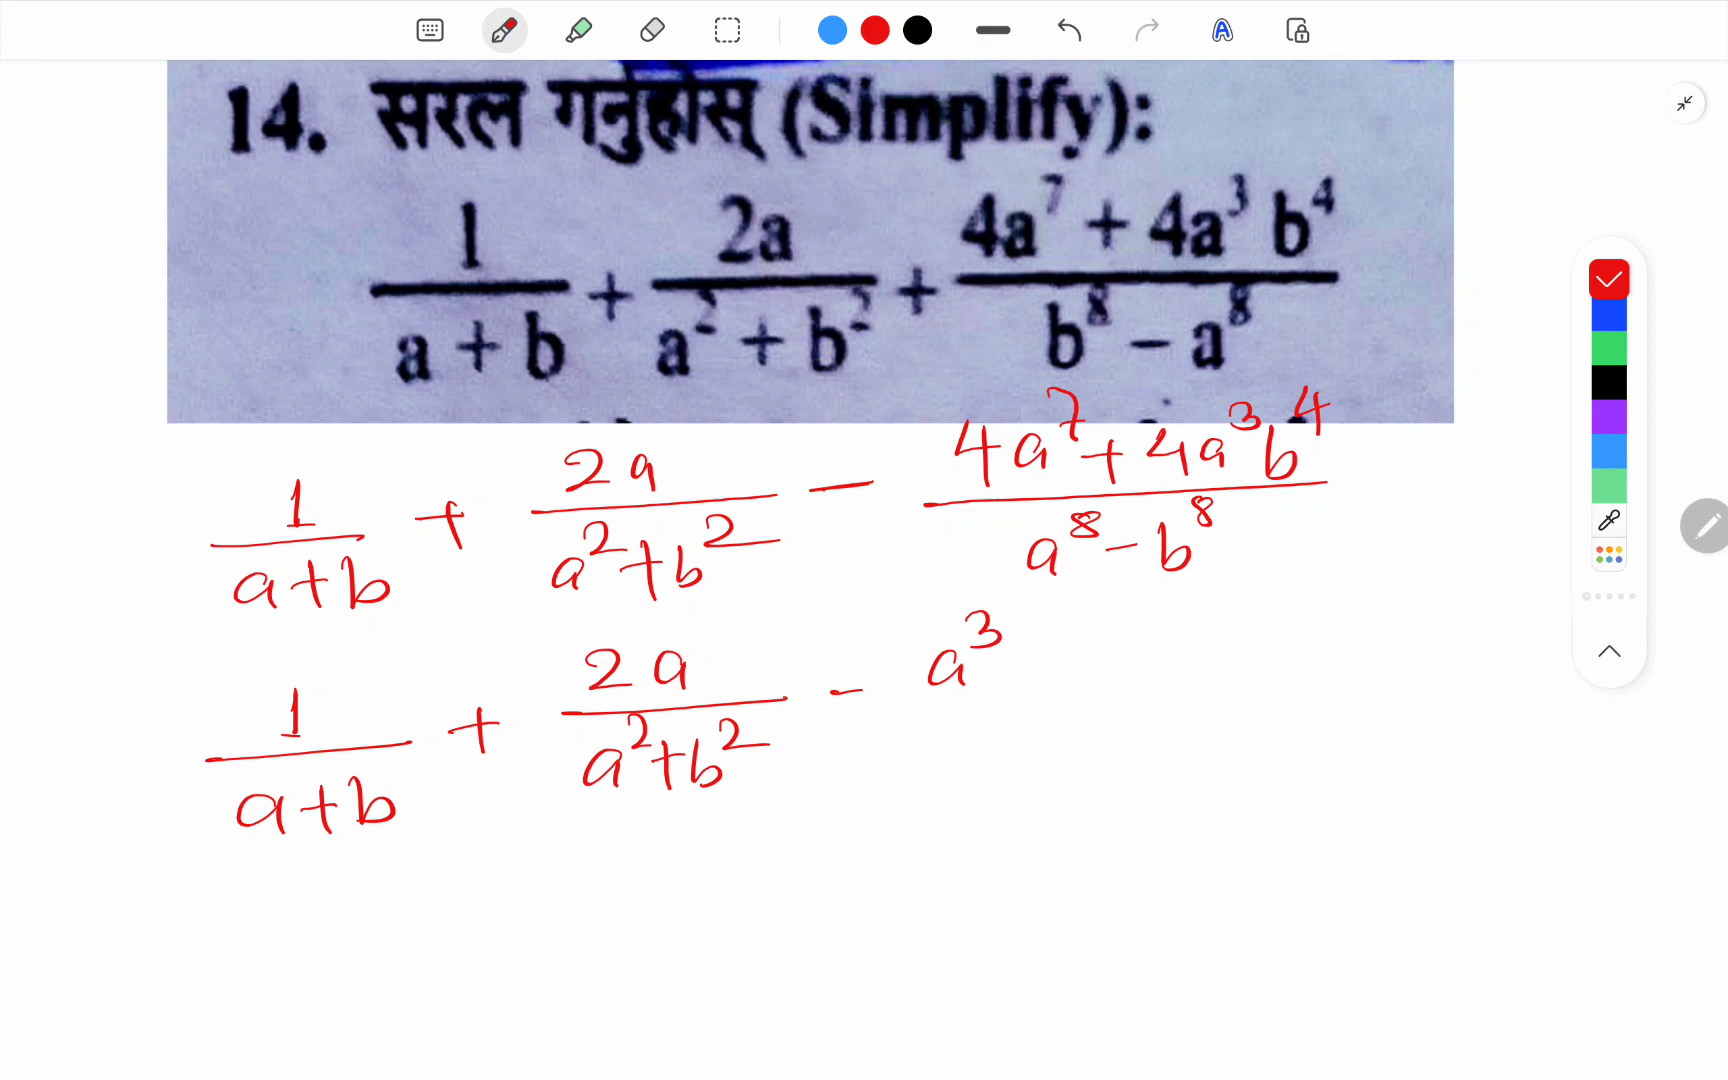 14. सरल गर्नुहोस् (Simplify):
1/(a + b) + 2a/(a² + b²) + (4a⁷ + 4a³ b⁴)/(b⁸ – a⁸)
1/(a+b) + 2a/(a²+b²) – (4a⁷+4a³b⁴)/(a⁸–b⁸)
1/(a+b) + 2a/(a²+b²) - a³